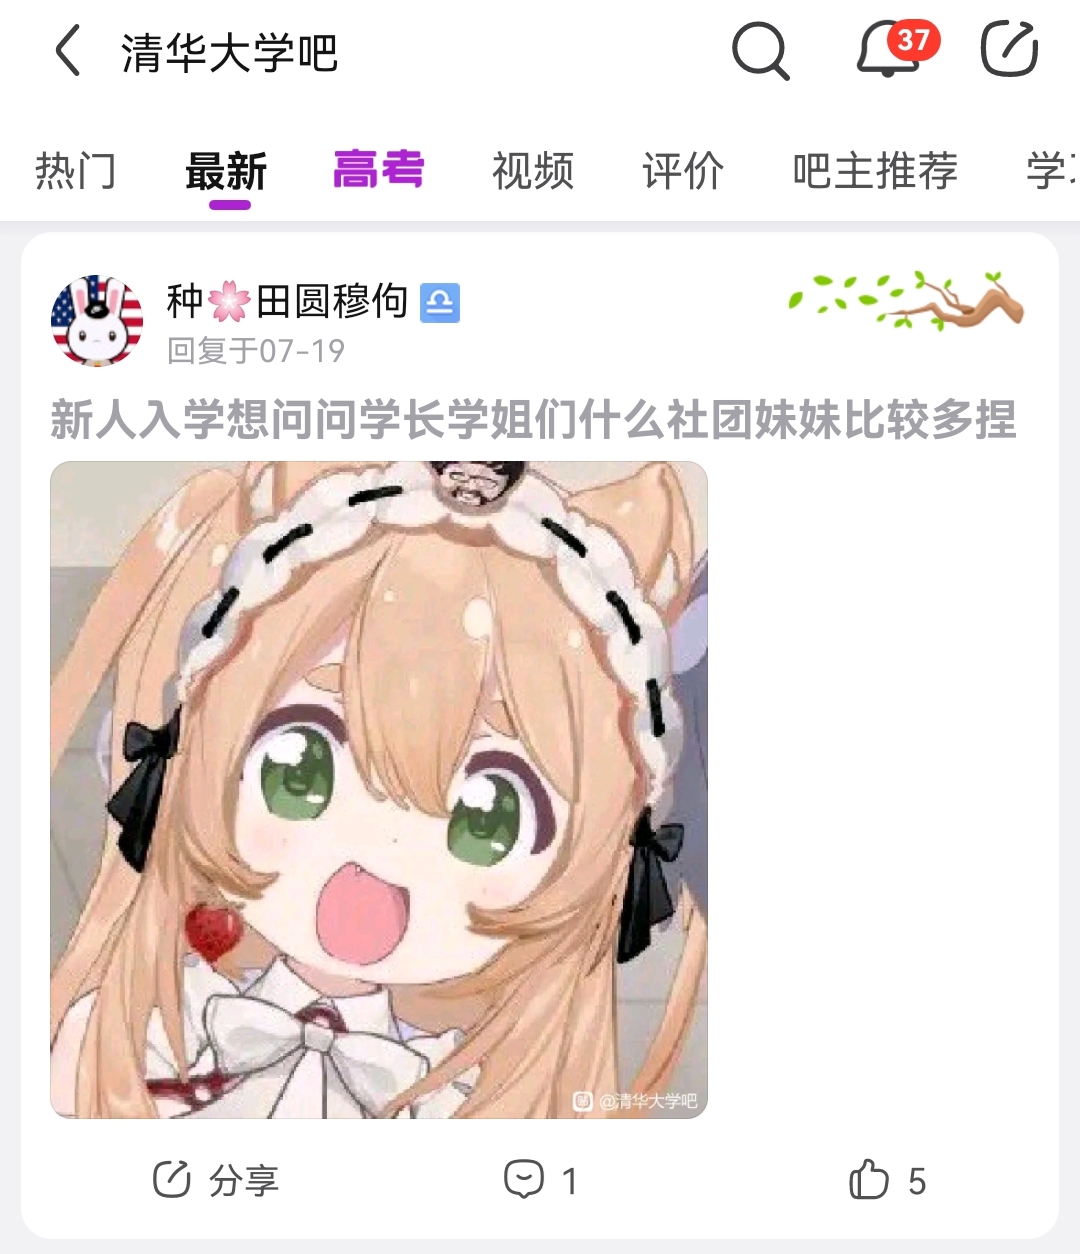 清华大学吧
37
热门 最新 高考 视频 评价 吧主推荐 学
种🌸田圆穆佝 ♎
回复于07-19
新人入学想问问学长学姐们什么社团妹妹比较多捏
贴 @清华大学吧
分享 1 5